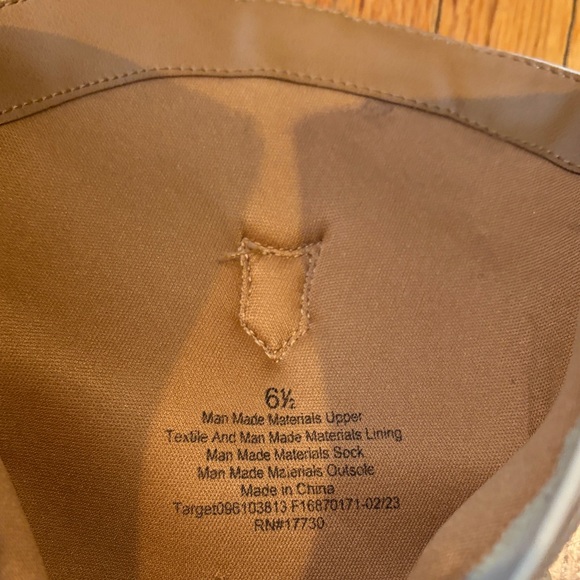 6½
Man Made Materials Upper
Textile And Man Made Materials Lining
Man Made Materials Sock
Man Made Materials Outsole
Made in China
Target096103813 F16870171-02/23
RN#17730